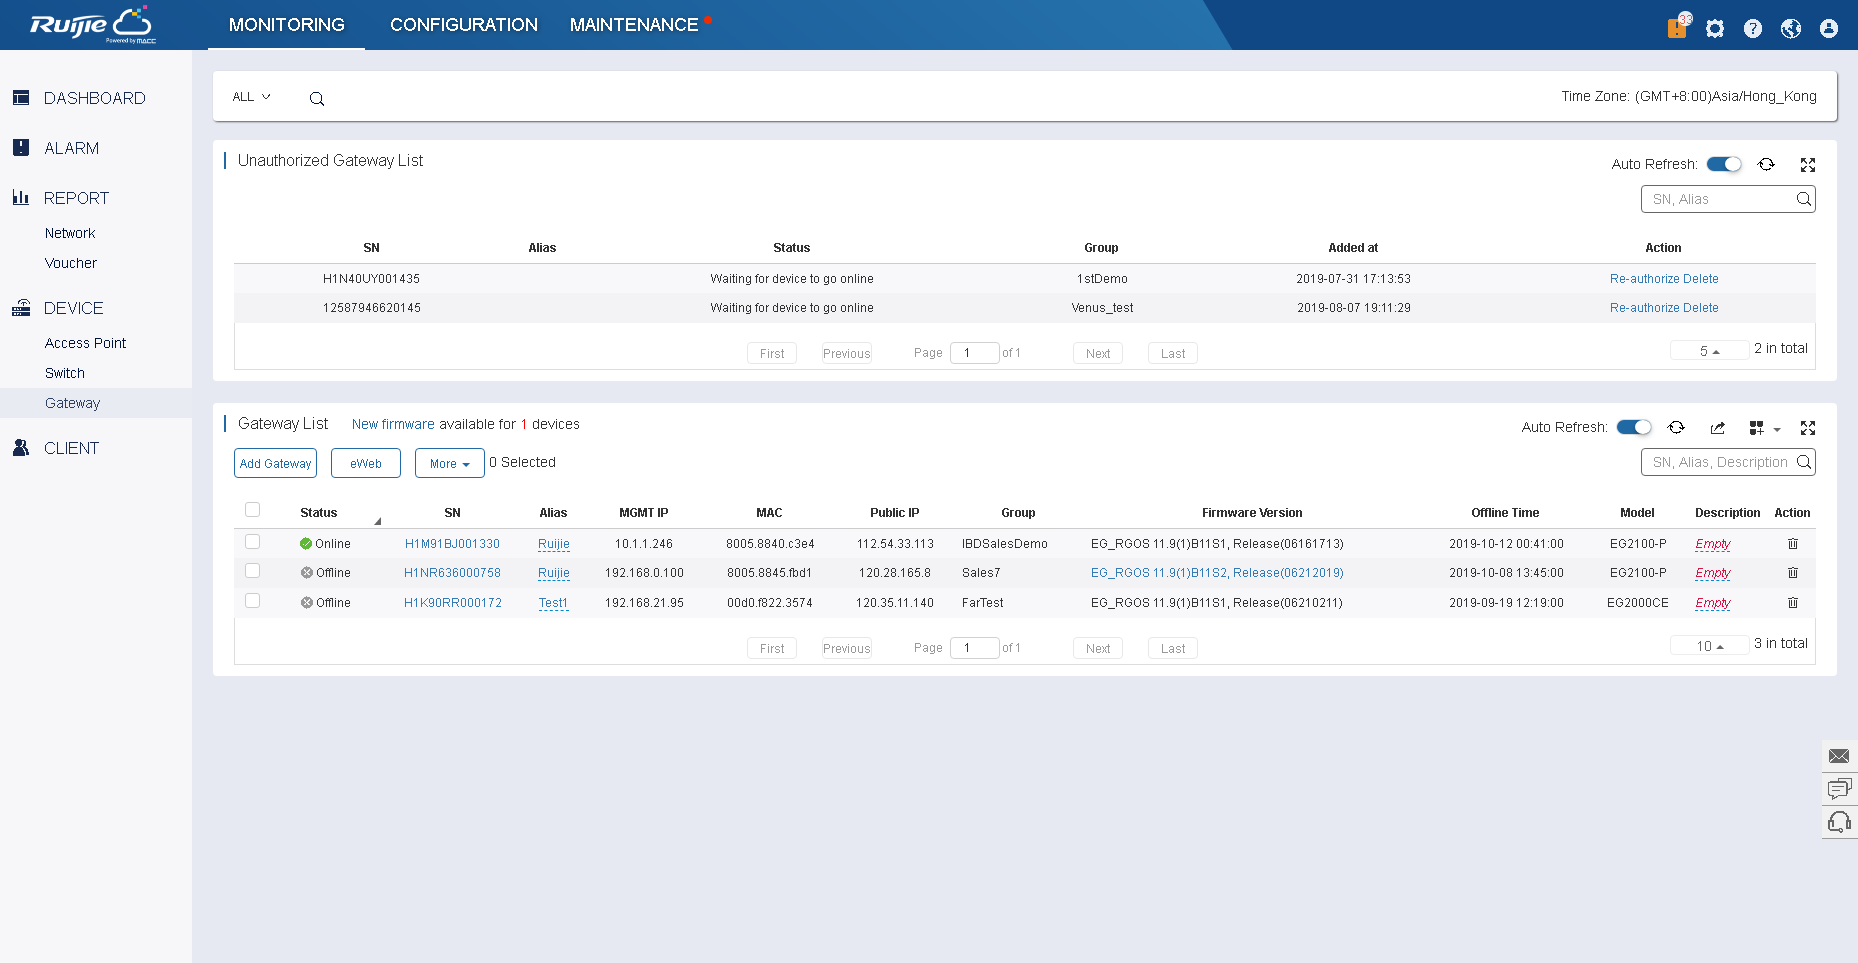 Ruijie
Powered by MACC
MONITORING CONFIGURATION MAINTENANCE 33
DASHBOARD
ALARM
REPORT
Network
Voucher
DEVICE
Access Point
Switch
Gateway
CLIENT
ALL Time Zone: (GMT+8:00)Asia/Hong_Kong
Unauthorized Gateway List Auto Refresh:
SN, Alias
SN Alias Status Group Added at Action
H1N40UY001435 Waiting for device to go online 1stDemo 2019-07-31 17:13:53 Re-authorize Delete
12587946620145 Waiting for device to go online Venus_test 2019-08-07 19:11:29 Re-authorize Delete
First Previous Page 1 of 1 Next Last 5 2 in total
Gateway List New firmware available for 1 devices Auto Refresh:
Add Gateway eWeb More 0 Selected SN, Alias, Description
Status SN Alias MGMT IP MAC Public IP Group Firmware Version Offline Time Model Description Action
Online H1M91BJ001330 Ruijie 10.1.1.246 8005.8840.c3e4 112.54.33.113 IBDSalesDemo EG_RGOS 11.9(1)B11S1, Release(06161713) 2019-10-12 00:41:00 EG2100-P Empty
Offline H1NR636000758 Ruijie 192.168.0.100 8005.8845.fbd1 120.28.165.8 Sales7 EG_RGOS 11.9(1)B11S2, Release(06212019) 2019-10-08 13:45:00 EG2100-P Empty
Offline H1K90RR000172 Test1 192.168.21.95 00d0.f822.3574 120.35.11.140 FarTest EG_RGOS 11.9(1)B11S1, Release(06210211) 2019-09-19 12:19:00 EG2000CE Empty
First Previous Page 1 of 1 Next Last 10 3 in total